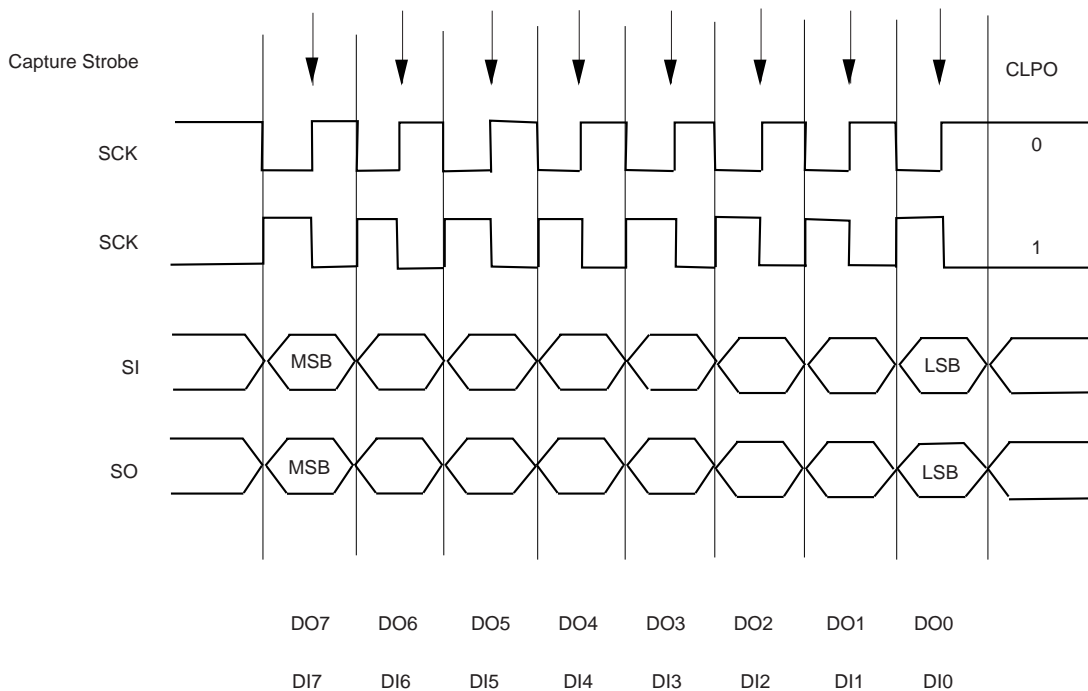 Capture Strobe
CLPO
SCK
0
SCK
1
SI
MSB
LSB
SO
MSB
LSB
DO7 DO6 DO5 DO4 DO3 DO2 DO1 DO0
DI7 DI6 DI5 DI4 DI3 DI2 DI1 DI0